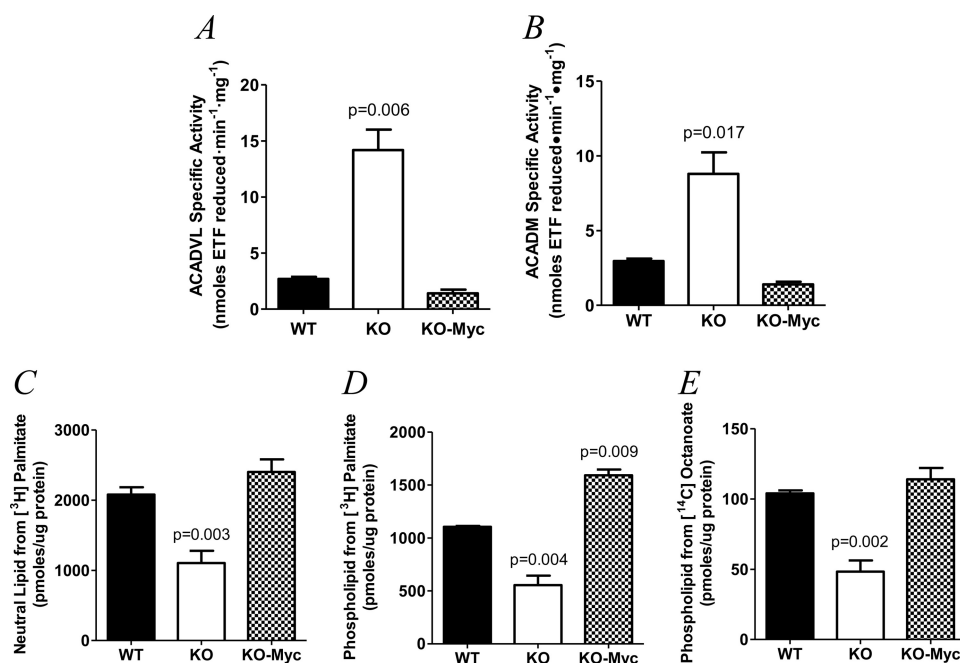 A
ACADVL Specific Activity
(nmoles ETF reduced·min⁻¹·mg⁻¹)
20
15
10
5
0
p=0.006
WT
KO
KO-Myc
B
ACADM Specific Activity
(nmoles ETF reduced•min⁻¹•mg⁻¹)
15
10
5
0
p=0.017
WT
KO
KO-Myc
C
Neutral Lipid from [³H] Palmitate
(pmoles/ug protein)
3000
2000
1000
0
p=0.003
WT
KO
KO-Myc
D
Phospholipid from [³H] Palmitate
(pmoles/ug protein)
2000
1500
1000
500
0
p=0.004
p=0.009
WT
KO
KO-Myc
E
Phospholipid from [¹⁴C] Octanoate
(pmoles/ug protein)
150
100
50
0
p=0.002
WT
KO
KO-Myc